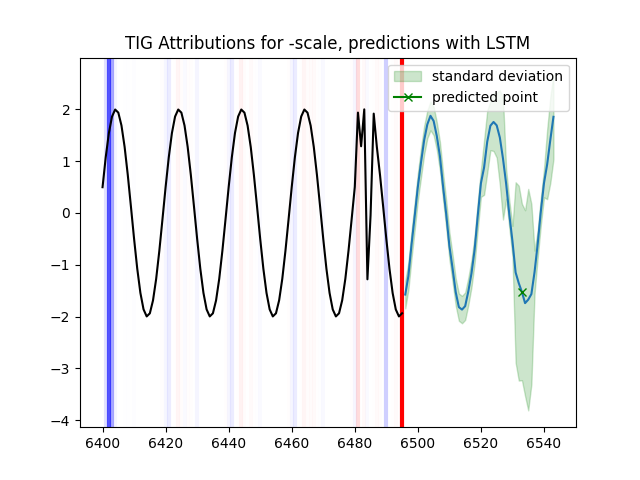 TIG Attributions for -scale, predictions with LSTM
standard deviation
predicted point
2
1
0
−1
−2
−3
−4
6400 6420 6440 6460 6480 6500 6520 6540